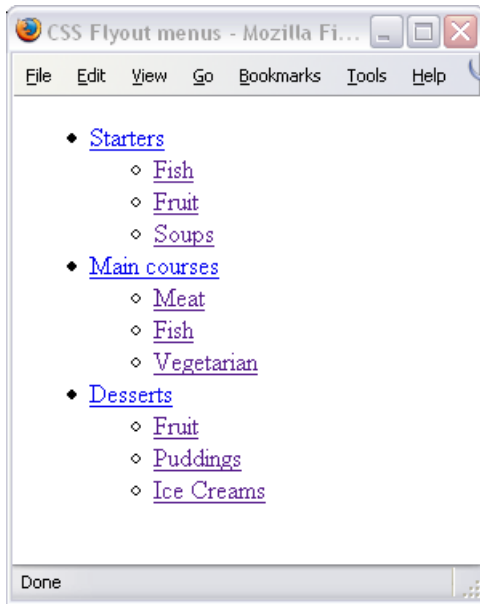 CSS Flyout menus - Mozilla Fi...
File Edit View Go Bookmarks Tools Help
Starters
Fish
Fruit
Soups
Main courses
Meat
Fish
Vegetarian
Desserts
Fruit
Puddings
Ice Creams
Done